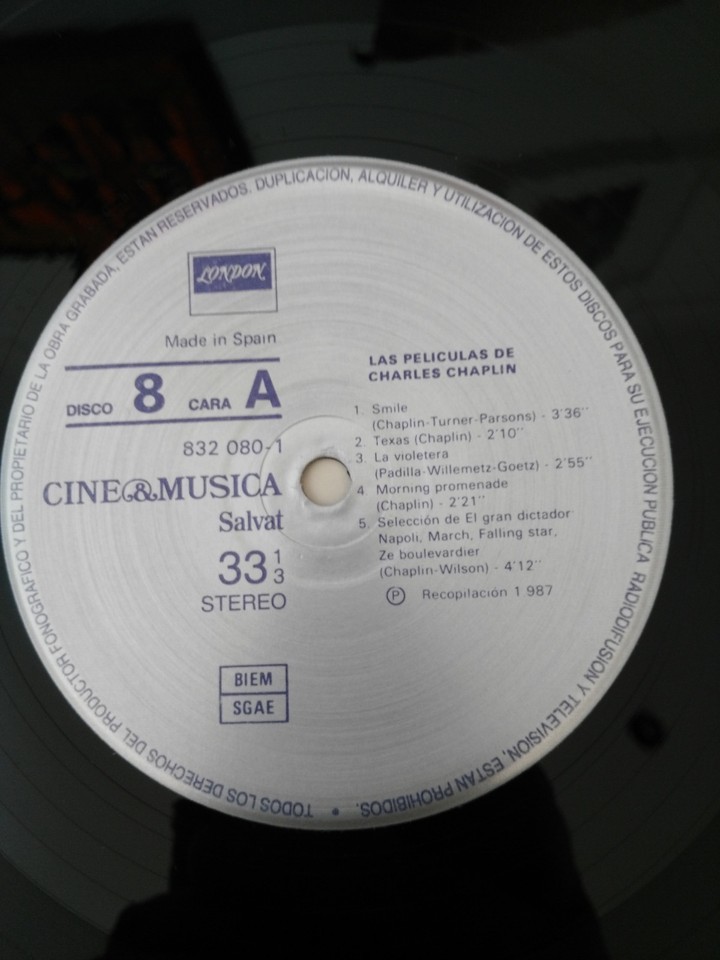 TODOS LOS DERECHOS DEL PRODUCTOR FONOGRAFICO Y DEL PROPIETARIO DE LA OBRA GRABADA, ESTAN RESERVADOS. DUPLICACION, ALQUILER Y UTILIZACION DE ESTOS DISCOS PARA SU EJECUCION PUBLICA RADIODIFUSION Y TELEVISION, ESTAN PROHIBIDOS. •
LONDON
Made in Spain
DISCO 8 CARA A
832 080-1
CINE&MUSICA
Salvat
33 1/3
STEREO
BIEM
SGAE
LAS PELICULAS DE
CHARLES CHAPLIN
1. Smile
(Chaplin-Turner-Parsons) - 3'36''
2. Texas (Chaplin) - 2'10''
3. La violetera
(Padilla-Willemetz-Goetz) - 2'55''
4 Morning promenade
(Chaplin) - 2'21''
5. Selección de El gran dictador
Napoli, March, Falling star,
Ze boulevardier
(Chaplin-Wilson) - 4'12''
Ⓟ Recopilación 1 987